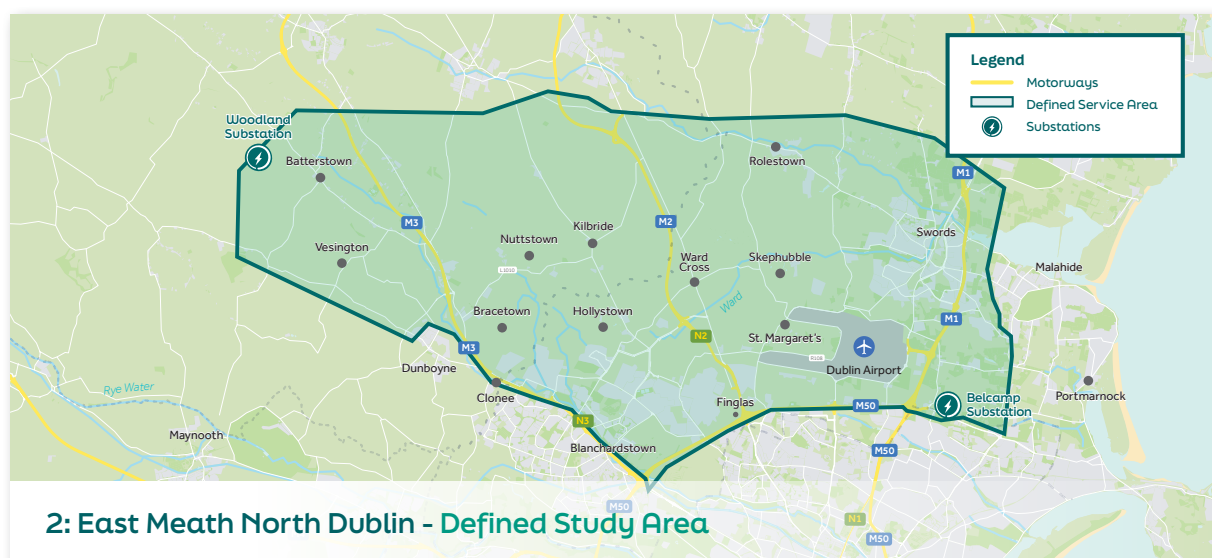 Legend
Motorways
Defined Service Area
Substations
Woodland
Substation
Batterstown
Rolestown
M1
M3
M2
Swords
Kilbride
Nuttstown
Vesington
Ward
Cross
Skephubble
Malahide
L1010
Ward
Bracetown
Hollystown
M1
St. Margaret's
N2
M3
R108
Dublin Airport
Dunboyne
Clonee
Rye Water
Portmarnock
Belcamp
Substation
Finglas
M50
N3
Maynooth
Blanchardstown
M50
M50
N1
M50
2: East Meath North Dublin - Defined Study Area